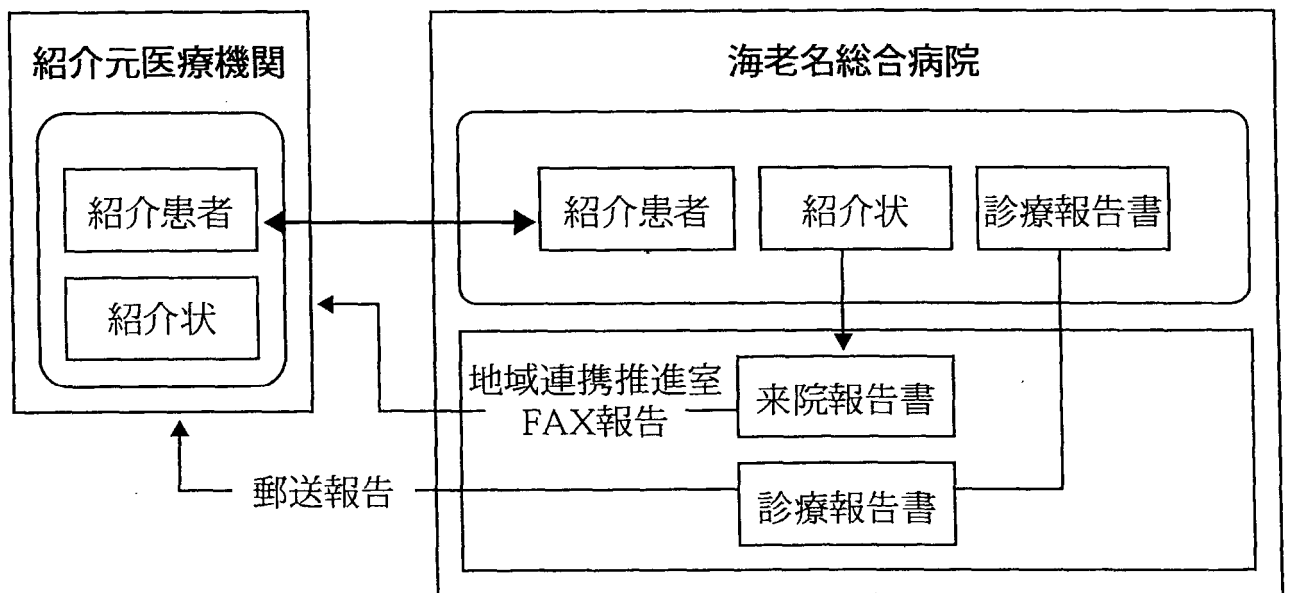 紹介元医療機関
紹介患者
紹介状
海老名総合病院
紹介患者
紹介状
診療報告書
地域連携推進室
FAX報告
来院報告書
郵送報告
診療報告書